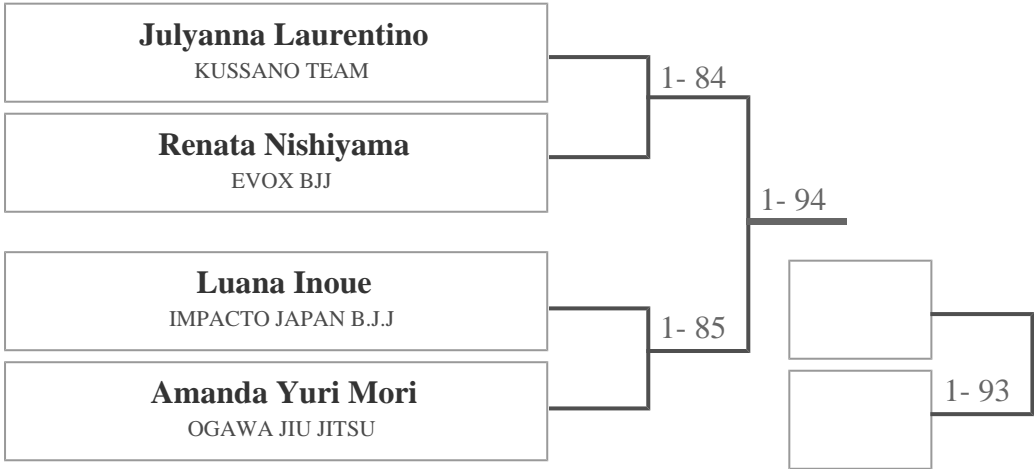 Julyanna Laurentino
KUSSANO TEAM
1- 84
Renata Nishiyama
EVOX BJJ
1- 94
Luana Inoue
IMPACTO JAPAN B.J.J
1- 85
Amanda Yuri Mori
OGAWA JIU JITSU
1- 93